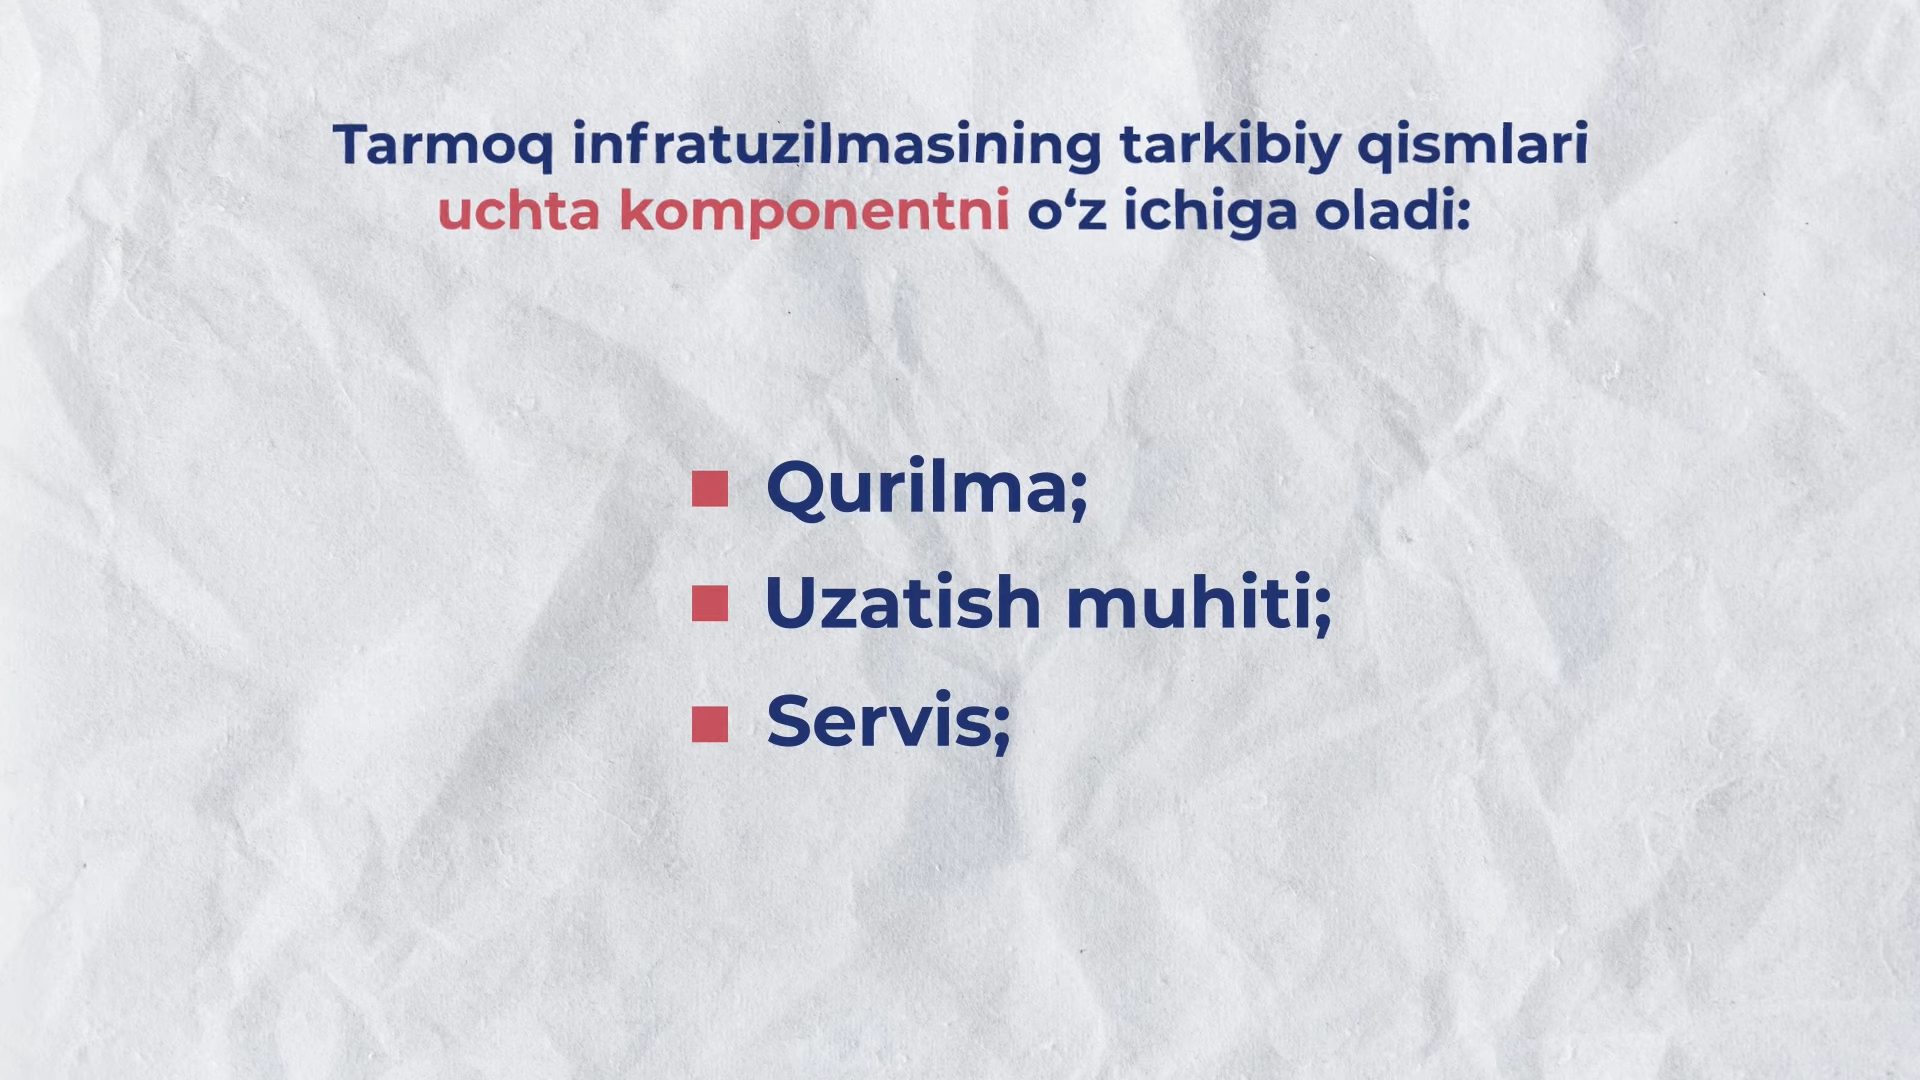 Tarmoq infratuzilmasining tarkibiy qismlari
uchta komponentni o‘z ichiga oladi:
Qurilma;
Uzatish muhiti;
Servis;